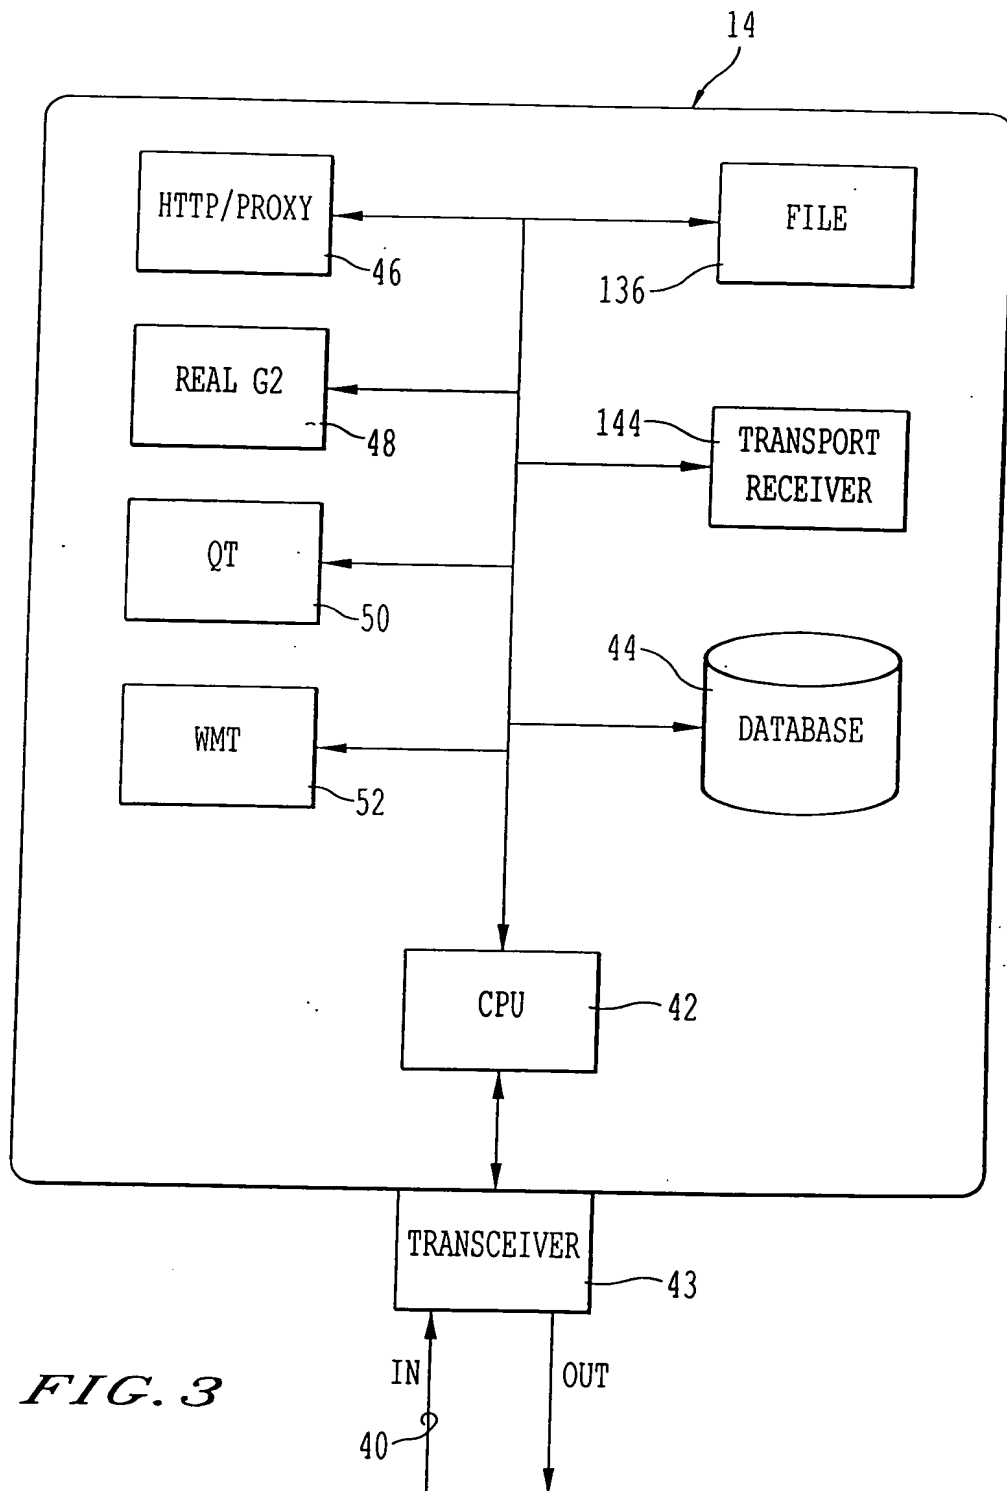 14
HTTP/PROXY
46
FILE
136
REAL G2
48
144
TRANSPORT
RECEIVER
QT
50
44
DATABASE
WMT
52
CPU
42
TRANSCEIVER
43
IN
OUT
40
FIG. 3